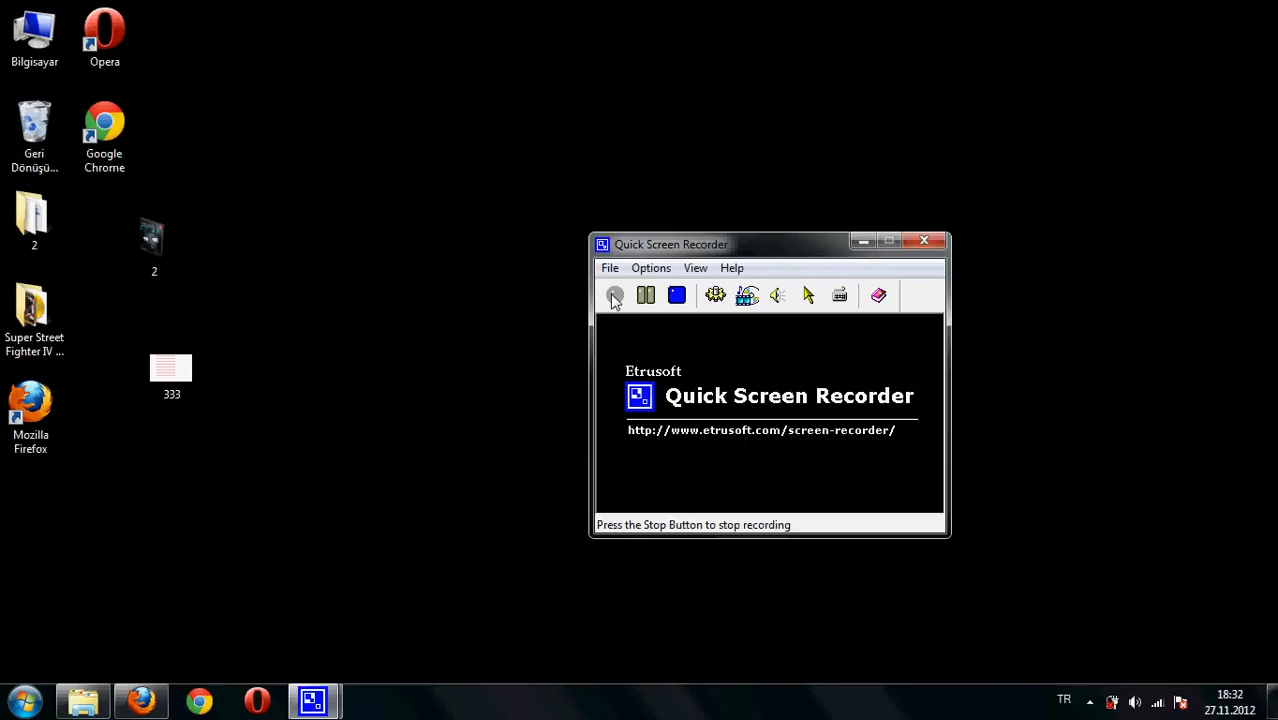 Bilgisayar
Opera
Geri
Dönüşü...
Google
Chrome
2
2
Super Street
Fighter IV ...
333
Mozilla
Firefox
Quick Screen Recorder
File Options View Help
Etrusoft
Quick Screen Recorder
http://www.etrusoft.com/screen-recorder/
Press the Stop Button to stop recording
TR
18:32
27.11.2012